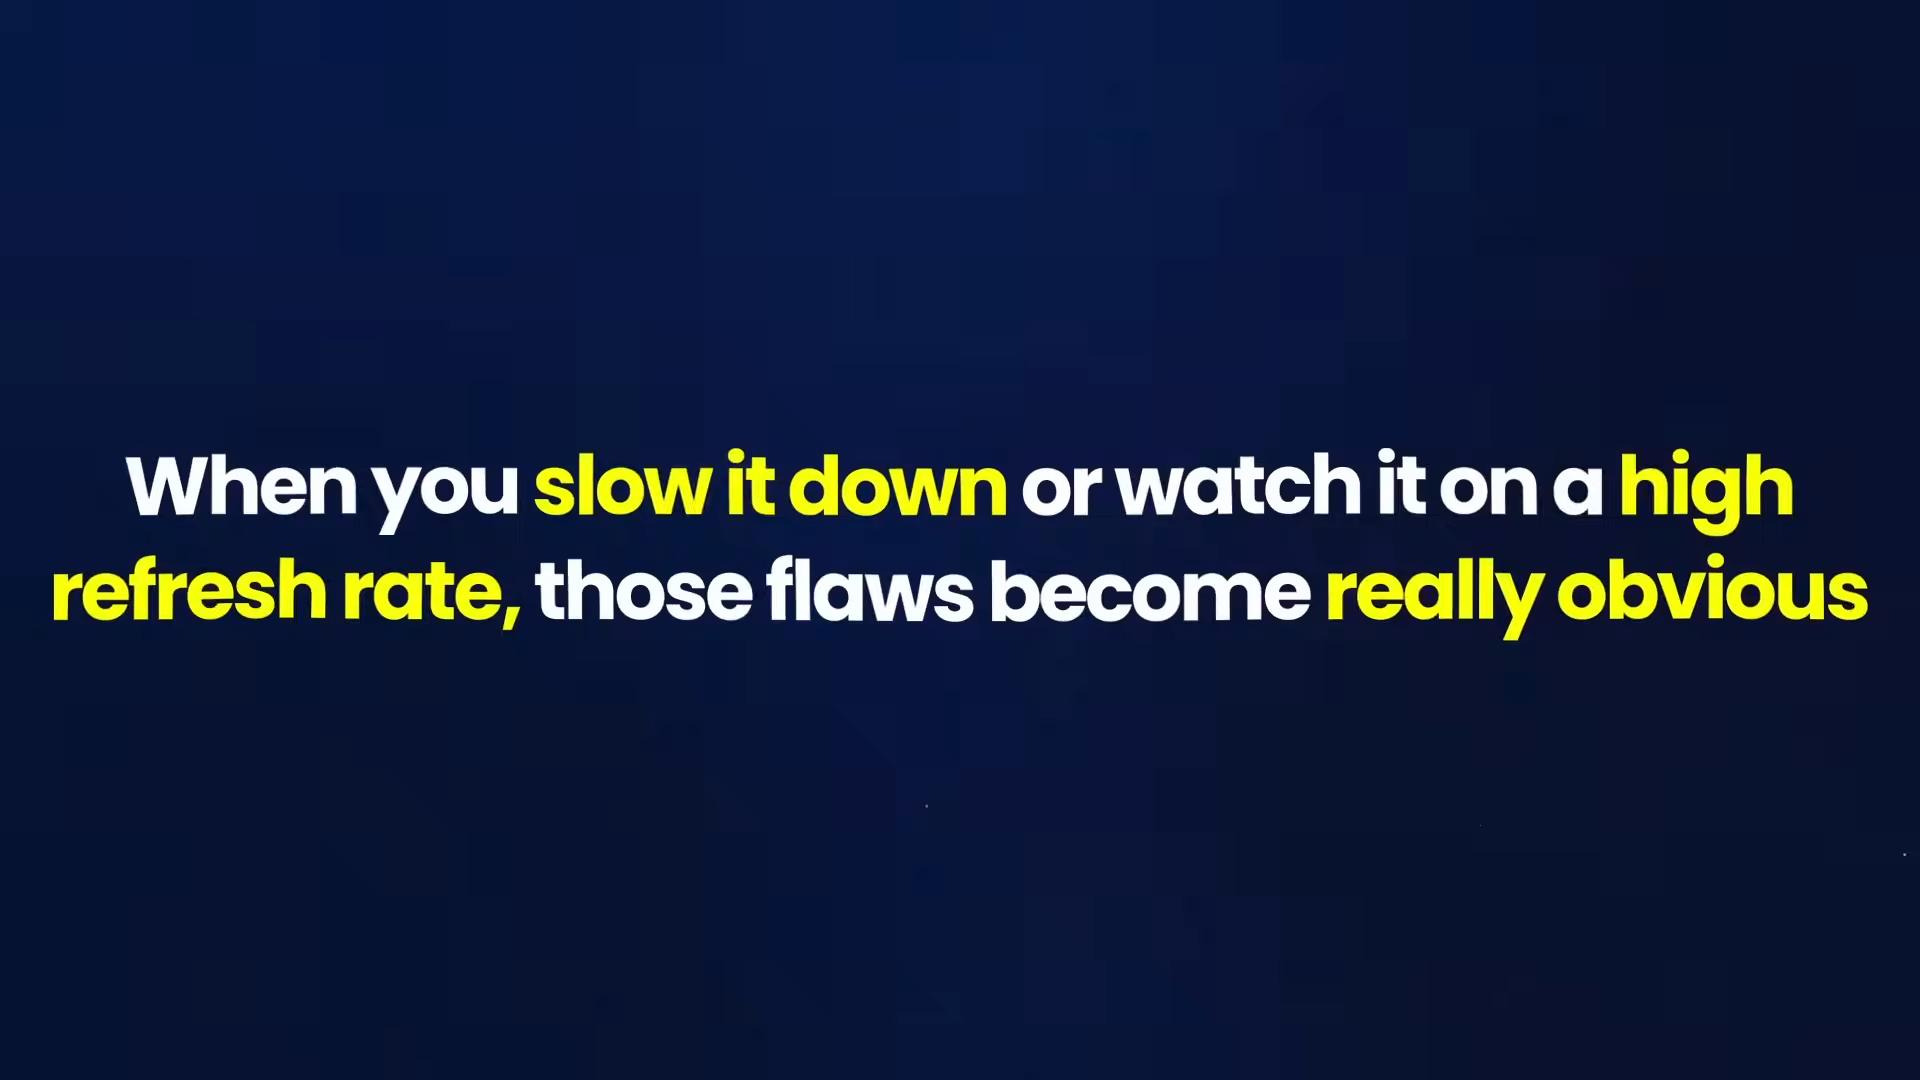 When you slow it down or watch it on a high
refresh rate, those flaws become really obvious